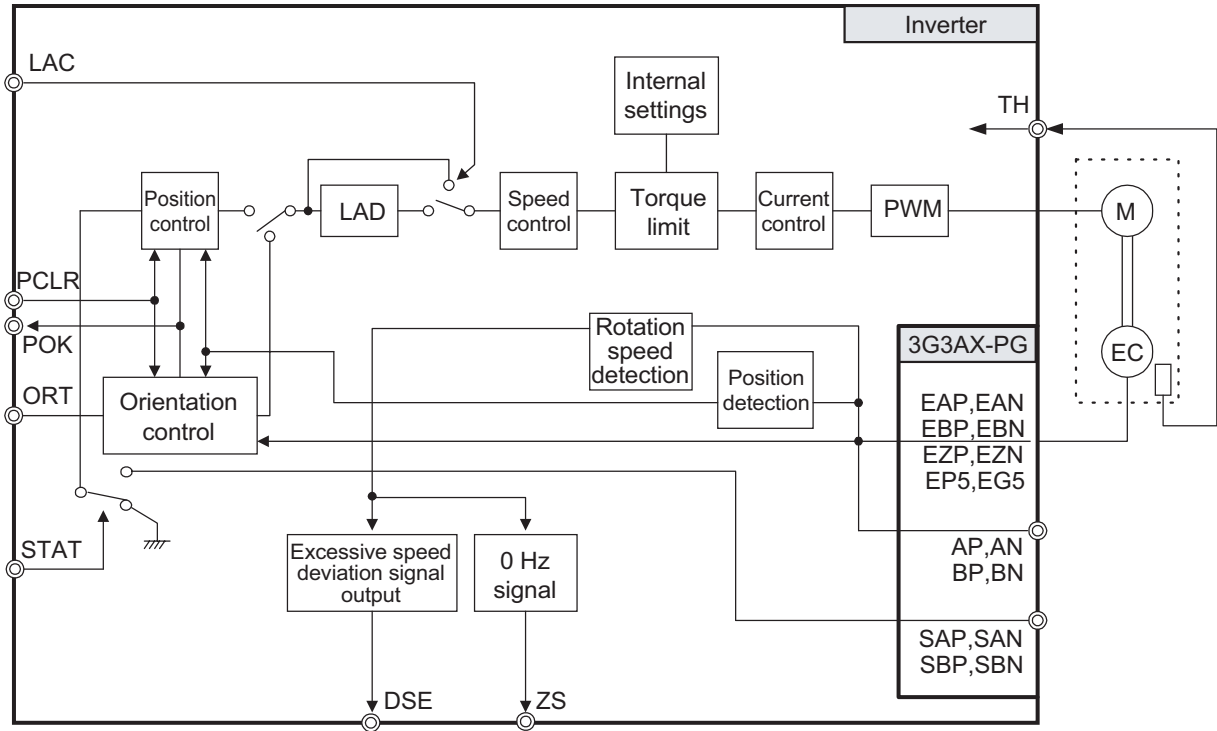 Inverter
LAC
Internal
settings
TH
Position
control
LAD
Speed
control
Torque
limit
Current
control
PWM
M
PCLR
POK
Rotation
speed
detection
3G3AX-PG
EC
Position
detection
ORT
Orientation
control
EAP,EAN
EBP,EBN
EZP,EZN
EP5,EG5
STAT
Excessive speed
deviation signal
output
0 Hz
signal
AP,AN
BP,BN
SAP,SAN
SBP,SBN
DSE
ZS